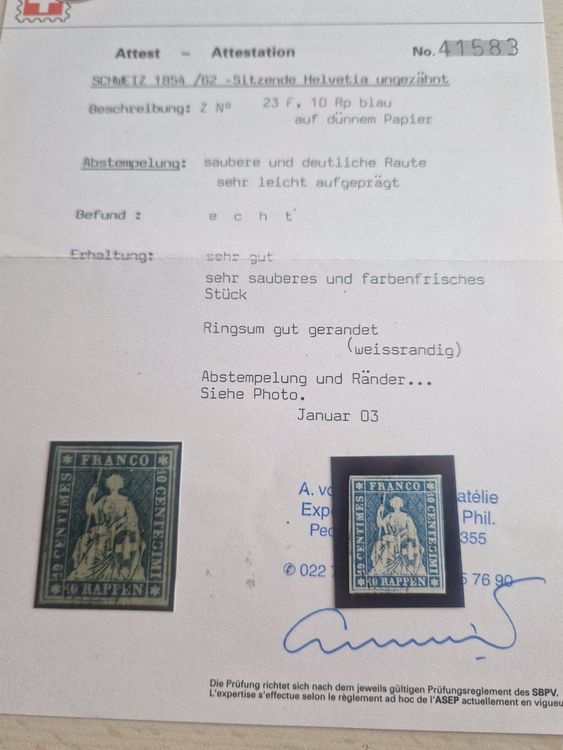 Attest – Attestation No. 41583
SCHWEIZ 1854 /62 -Sitzende Helvetia ungezähnt
Beschreibung: Z Nº 23 F, 10 Rp blau
auf dünnem Papier
Abstempelung: saubere und deutliche Raute
sehr leicht aufgeprägt
Befund : e c h t
Erhaltung: sehr gut
sehr sauberes und farbenfrisches
Stück
Ringsum gut gerandet
(weissrandig)
Abstempelung und Ränder...
Siehe Photo.
Januar 03
FRANCO
10 CENTIMES
10 CENTESIMI
10 RAPPEN
FRANCO
10 CENTIMES
10 CENTESIMI
10 RAPPEN
A. v
Exp Phil.
355
✆ 022 7 5 76 90
Die Prüfung richtet sich nach dem jeweils gültigen Prüfungsreglement des SBPV.
L'expertise s'effectue selon le règlement ad hoc de l'ASEP actuellement en vigueu